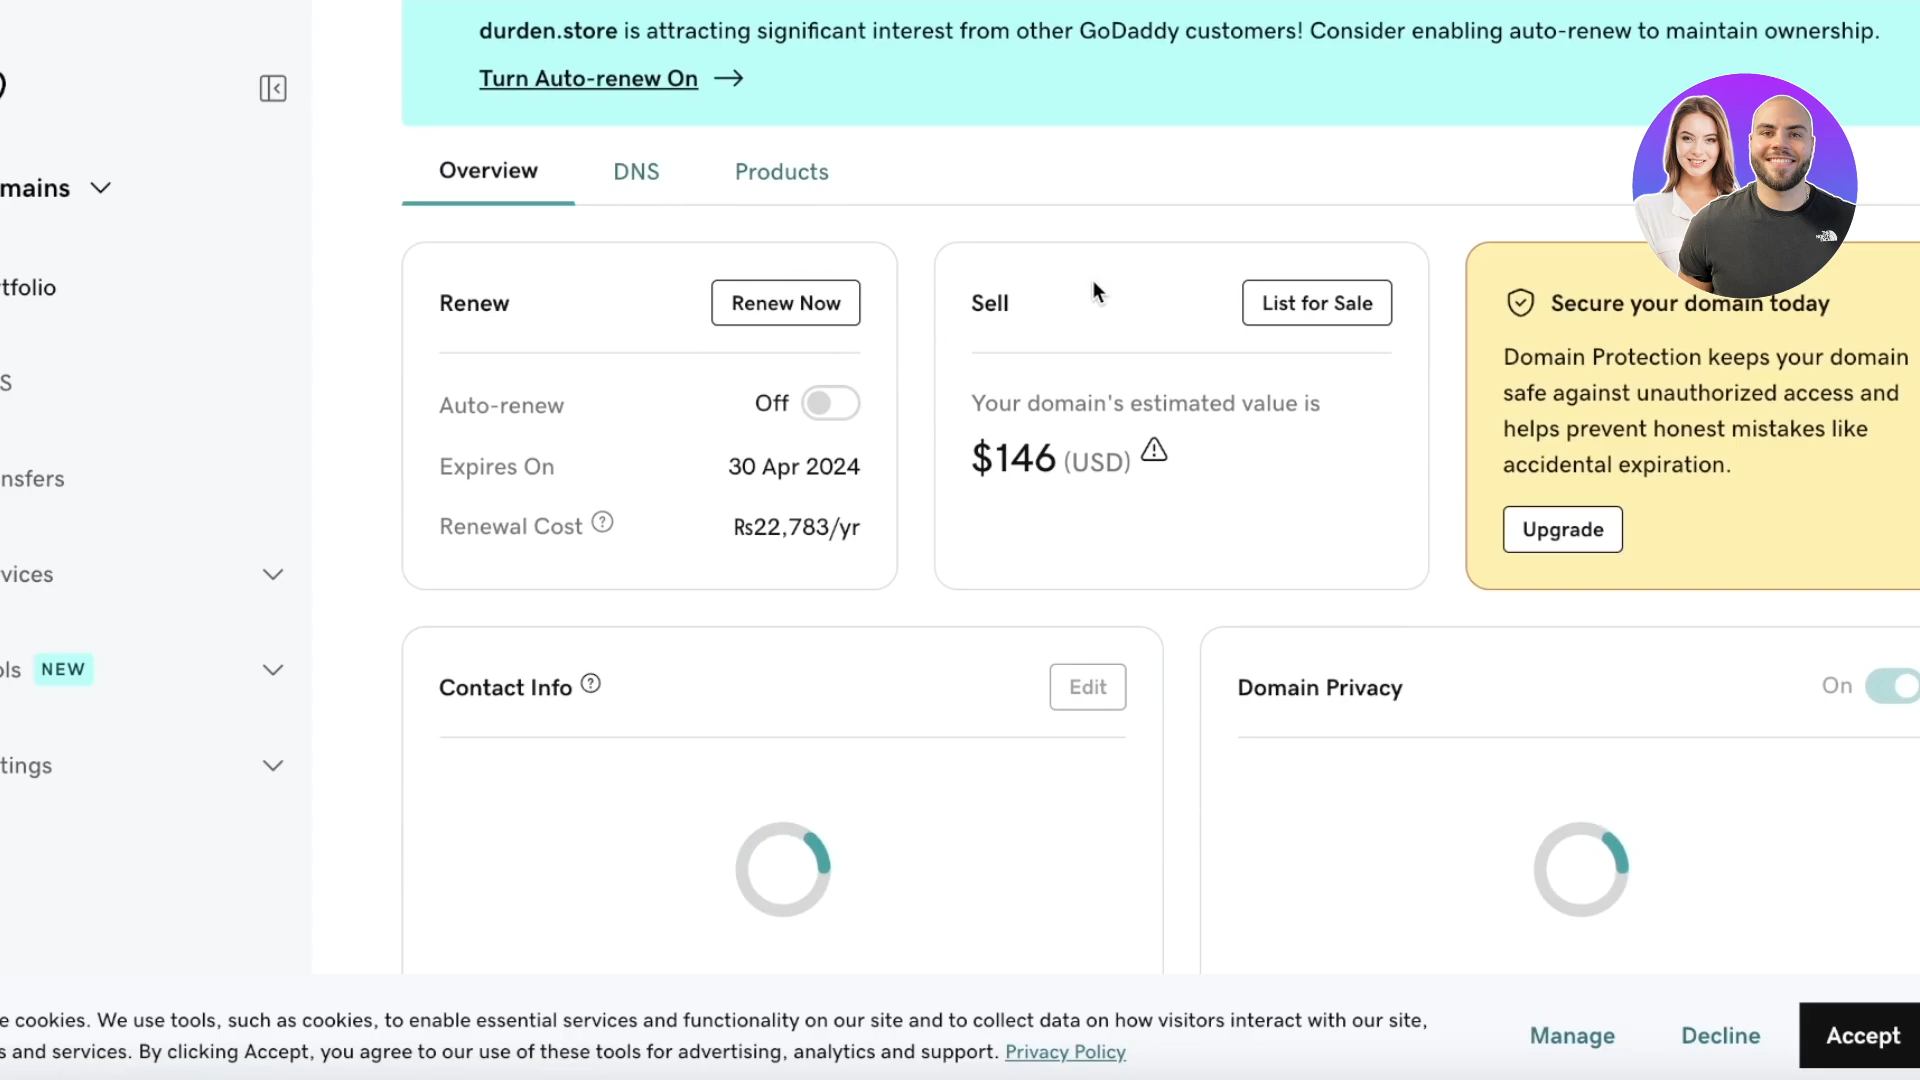 durden.store is attracting significant interest from other GoDaddy customers! Consider enabling auto-renew to maintain ownership.
Turn Auto-renew On
mains
tfolio
S
nsfers
vices
ols NEW
tings
Overview
DNS
Products
Renew
Renew Now
Auto-renew
Off
Expires On
30 Apr 2024
Renewal Cost
Rs22,783/yr
Sell
List for Sale
Your domain's estimated value is
$146 (USD)
Secure your domain today
Domain Protection keeps your domain
safe against unauthorized access and
helps prevent honest mistakes like
accidental expiration.
Upgrade
Contact Info
Edit
Domain Privacy
On
e cookies. We use tools, such as cookies, to enable essential services and functionality on our site and to collect data on how visitors interact with our site,
s and services. By clicking Accept, you agree to our use of these tools for advertising, analytics and support. Privacy Policy
Manage
Decline
Accept